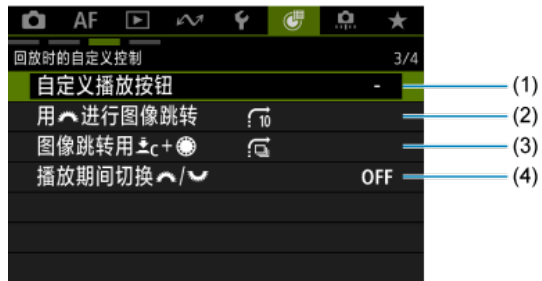 AF
回放时的自定义控制 3/4
自定义播放按钮 - (1)
用进行图像跳转 10 (2)
图像跳转用C+ (3)
播放期间切换/ OFF (4)